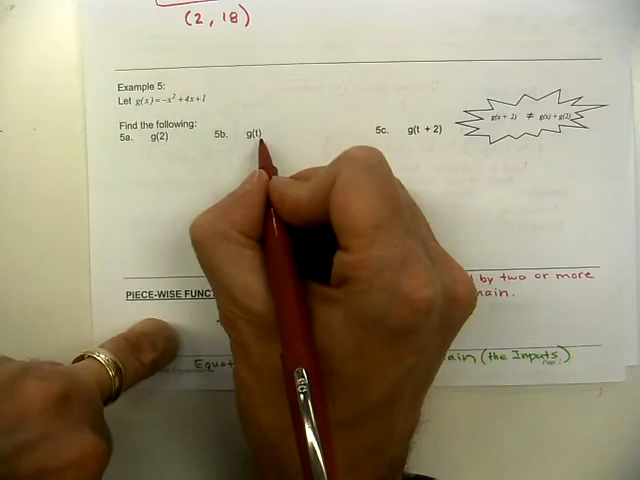 (2, 18)
Example 5:
Let g(x) = -x² + 4x + 1
Find the following:
5a. g(2) 5b. g(t) 5c. g(t + 2)
g(x + 2) ≠ g(x) + g(2)
by two or more
PIECE-WISE FUNCT
main.
Equat ain (the Inputs)